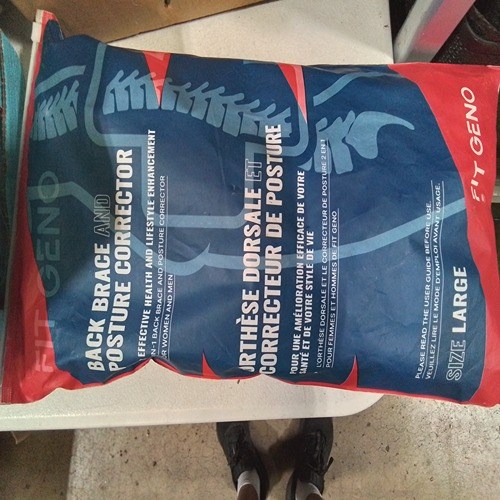 FIT GENO
BACK BRACE AND
POSTURE CORRECTOR
EFFECTIVE HEALTH AND LIFESTYLE ENHANCEMENT
N-1 BACK BRACE AND POSTURE CORRECTOR
OR WOMEN AND MEN
ORTHÈSE DORSALE ET
CORRECTEUR DE POSTURE
POUR UNE AMÉLIORATION EFFICACE DE VOTRE
SANTÉ ET DE VOTRE STYLE DE VIE
L'ORTHÈSE DORSALE ET LE CORRECTEUR DE POSTURE 2 EN 1
POUR FEMMES ET HOMMES DE FIT GENO
PLEASE READ THE USER GUIDE BEFORE USE.
VEUILLEZ LIRE LE MODE D'EMPLOI AVANT USAGE.
SIZE LARGE
FIT GENO